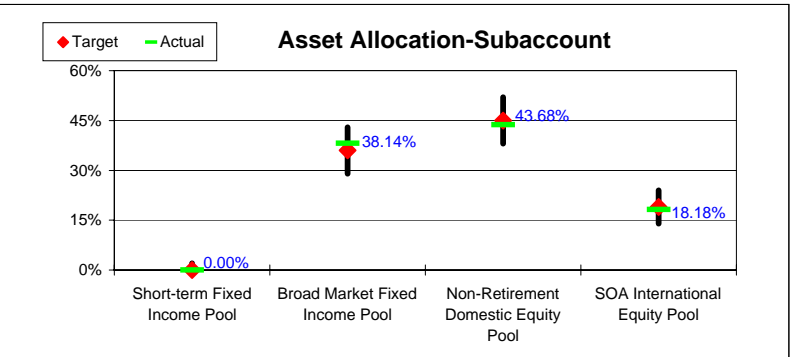 Target Actual
Asset Allocation-Subaccount
60%
45%
30%
15%
0%
0.00%
38.14%
43.68%
18.18%
Short-term Fixed
Income Pool
Broad Market Fixed
Income Pool
Non-Retirement
Domestic Equity
Pool
SOA International
Equity Pool